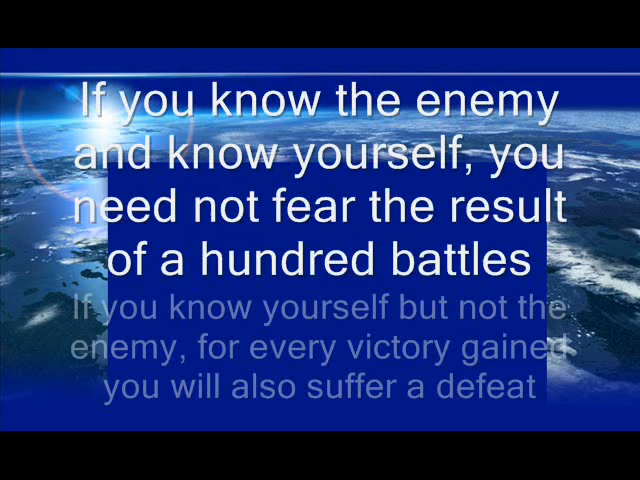 If you know the enemy
and know yourself, you
need not fear the result
of a hundred battles
If you know yourself but not the
enemy, for every victory gained
you will also suffer a defeat